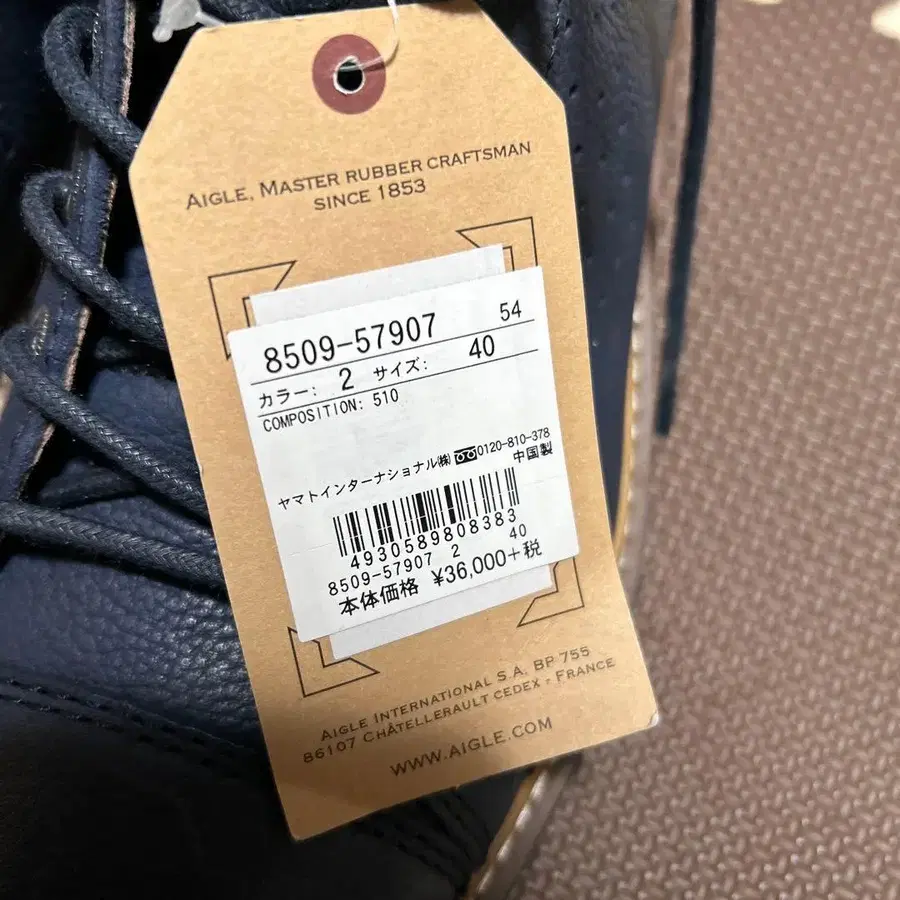 AIGLE, MASTER RUBBER CRAFTSMAN
SINCE 1853
54
8509-57907
カラー: 2 サイズ: 40
COMPOSITION: 510
ヤマトインターナショナル㈱ 0120-810-378
中国製
4930589808383
8509-57907 2 40
本体価格 ¥36,000+税
AIGLE INTERNATIONAL S.A. BP 755
86107 CHÂTELLERAULT CEDEX - FRANCE
WWW.AIGLE.COM